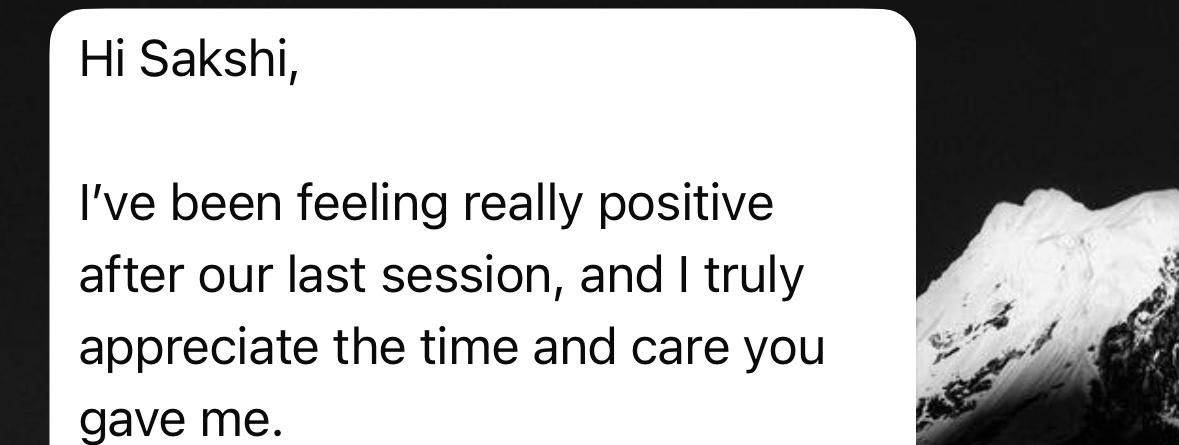 Hi Sakshi,
I’ve been feeling really positive
after our last session, and I truly
appreciate the time and care you
gave me.